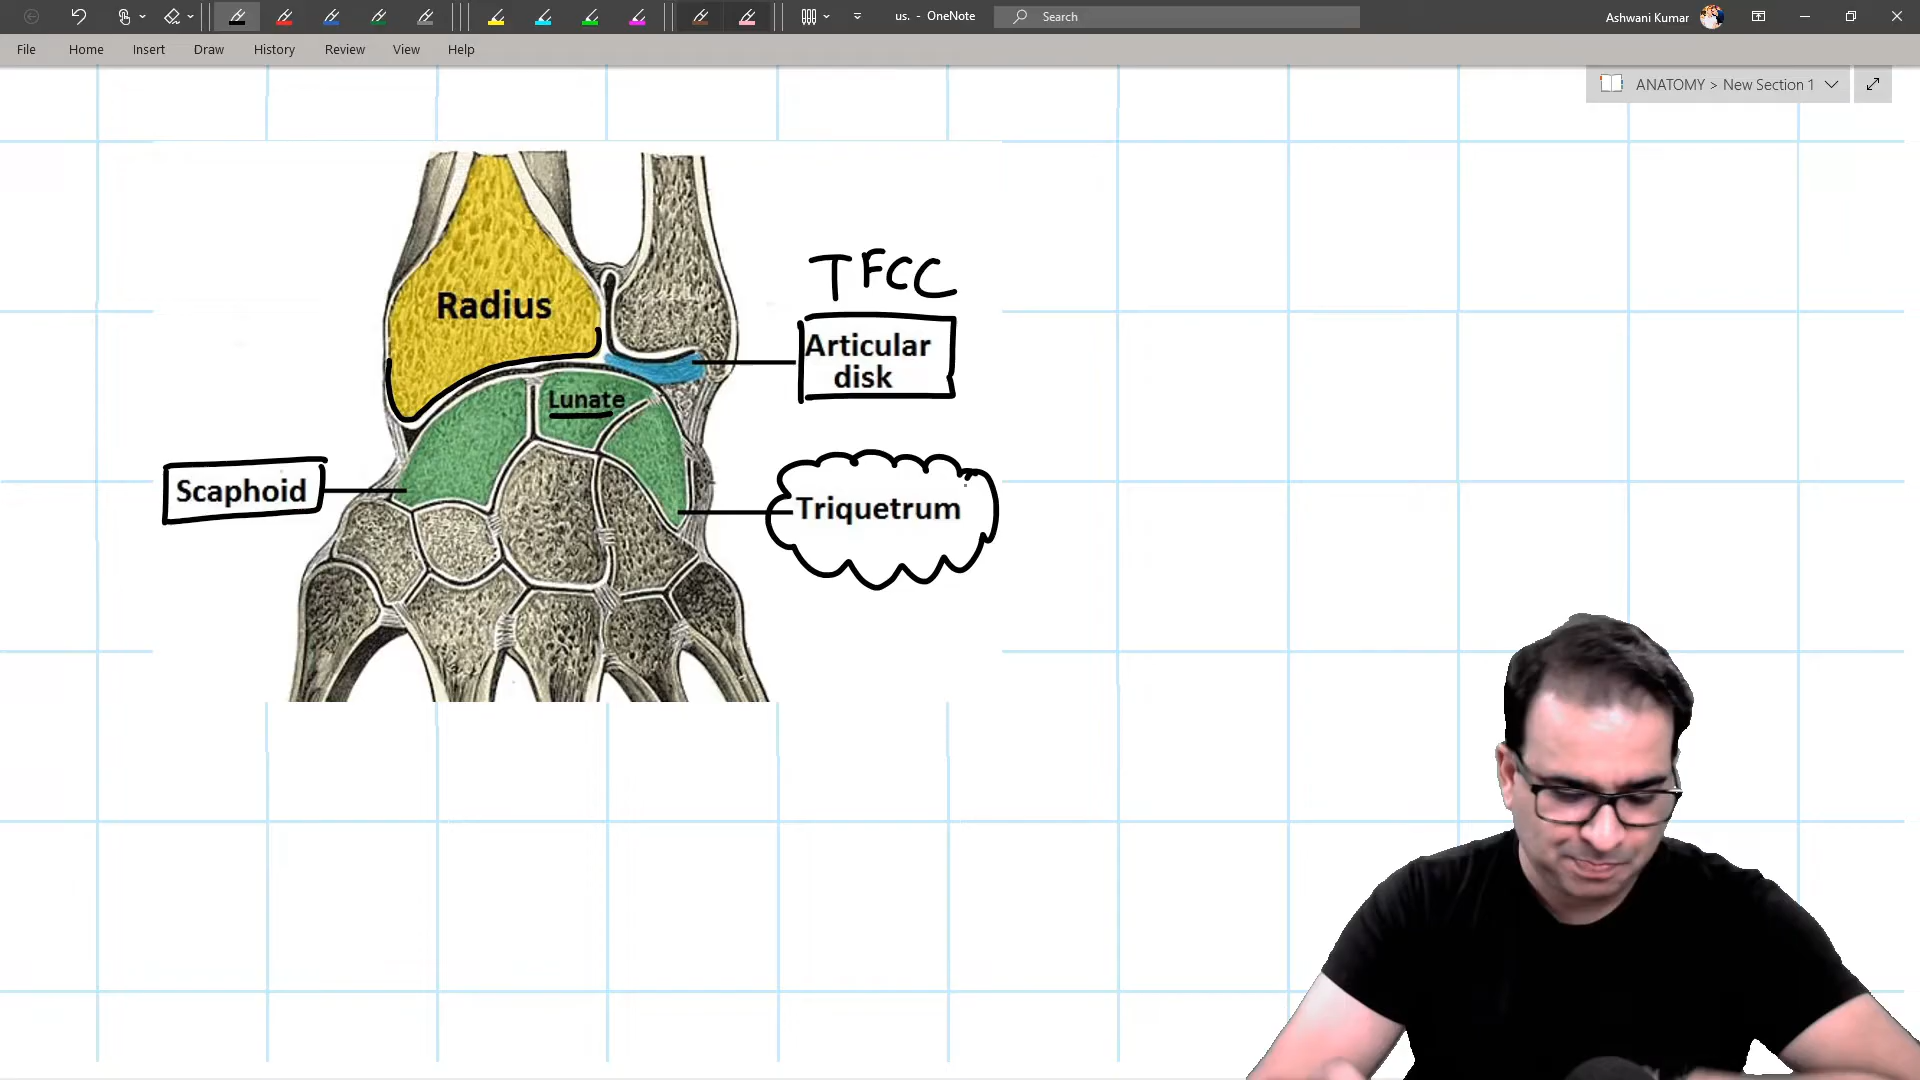 us. - OneNote
Search
Ashwani Kumar
File Home Insert Draw History Review View Help
ANATOMY > New Section 1
TFCC
Radius
Articular
disk
Lunate
Scaphoid
Triquetrum